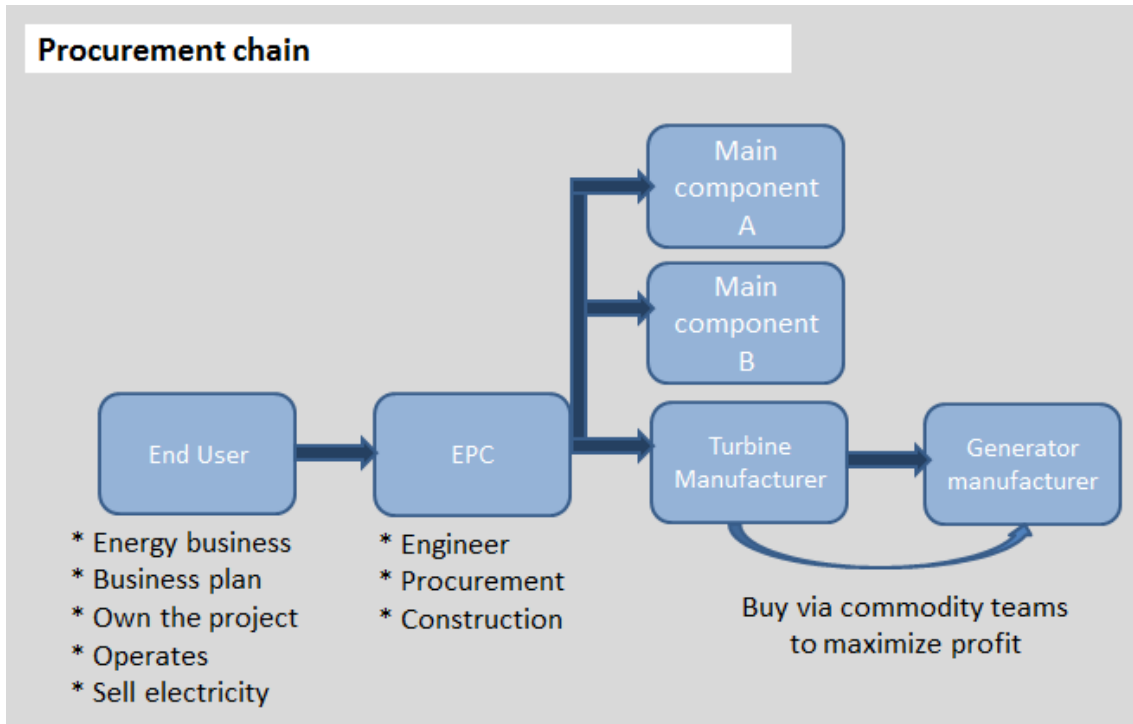 Procurement chain
Main
component
A
Main
component
B
End User
EPC
Turbine
Manufacturer
Generator
manufacturer
* Energy business
* Business plan
* Own the project
* Operates
* Sell electricity
* Engineer
* Procurement
* Construction
Buy via commodity teams
to maximize profit